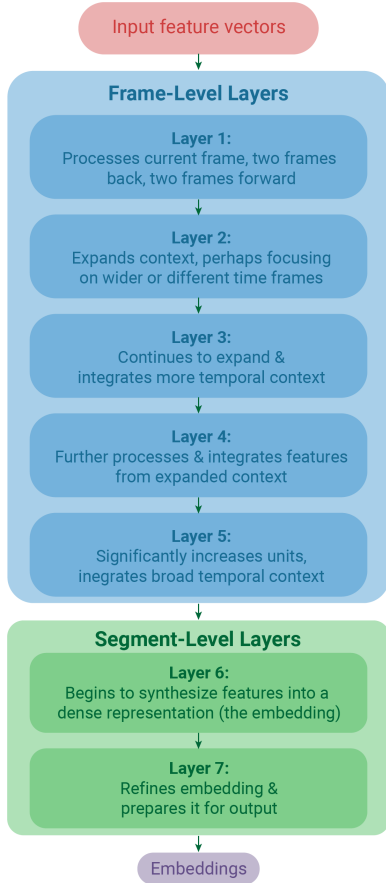 Input feature vectors
Frame-Level Layers
Layer 1:
Processes current frame, two frames
back, two frames forward
Layer 2:
Expands context, perhaps focusing
on wider or different time frames
Layer 3:
Continues to expand &
integrates more temporal context
Layer 4:
Further processes & integrates features
from expanded context
Layer 5:
Significantly increases units,
inegrates broad temporal context
Segment-Level Layers
Layer 6:
Begins to synthesize features into a
dense representation (the embedding)
Layer 7:
Refines embedding &
prepares it for output
Embeddings